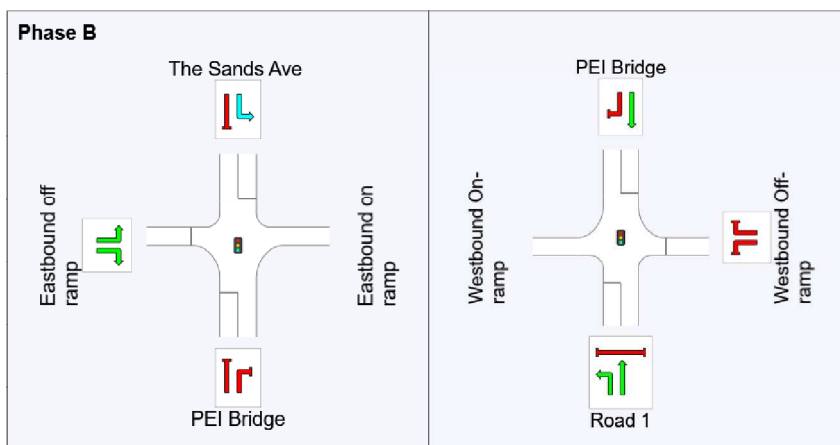 Phase B
The Sands Ave
Eastbound off
ramp
Eastbound on
ramp
PEI Bridge
PEI Bridge
Westbound On-
ramp
Westbound Off-
ramp
Road 1